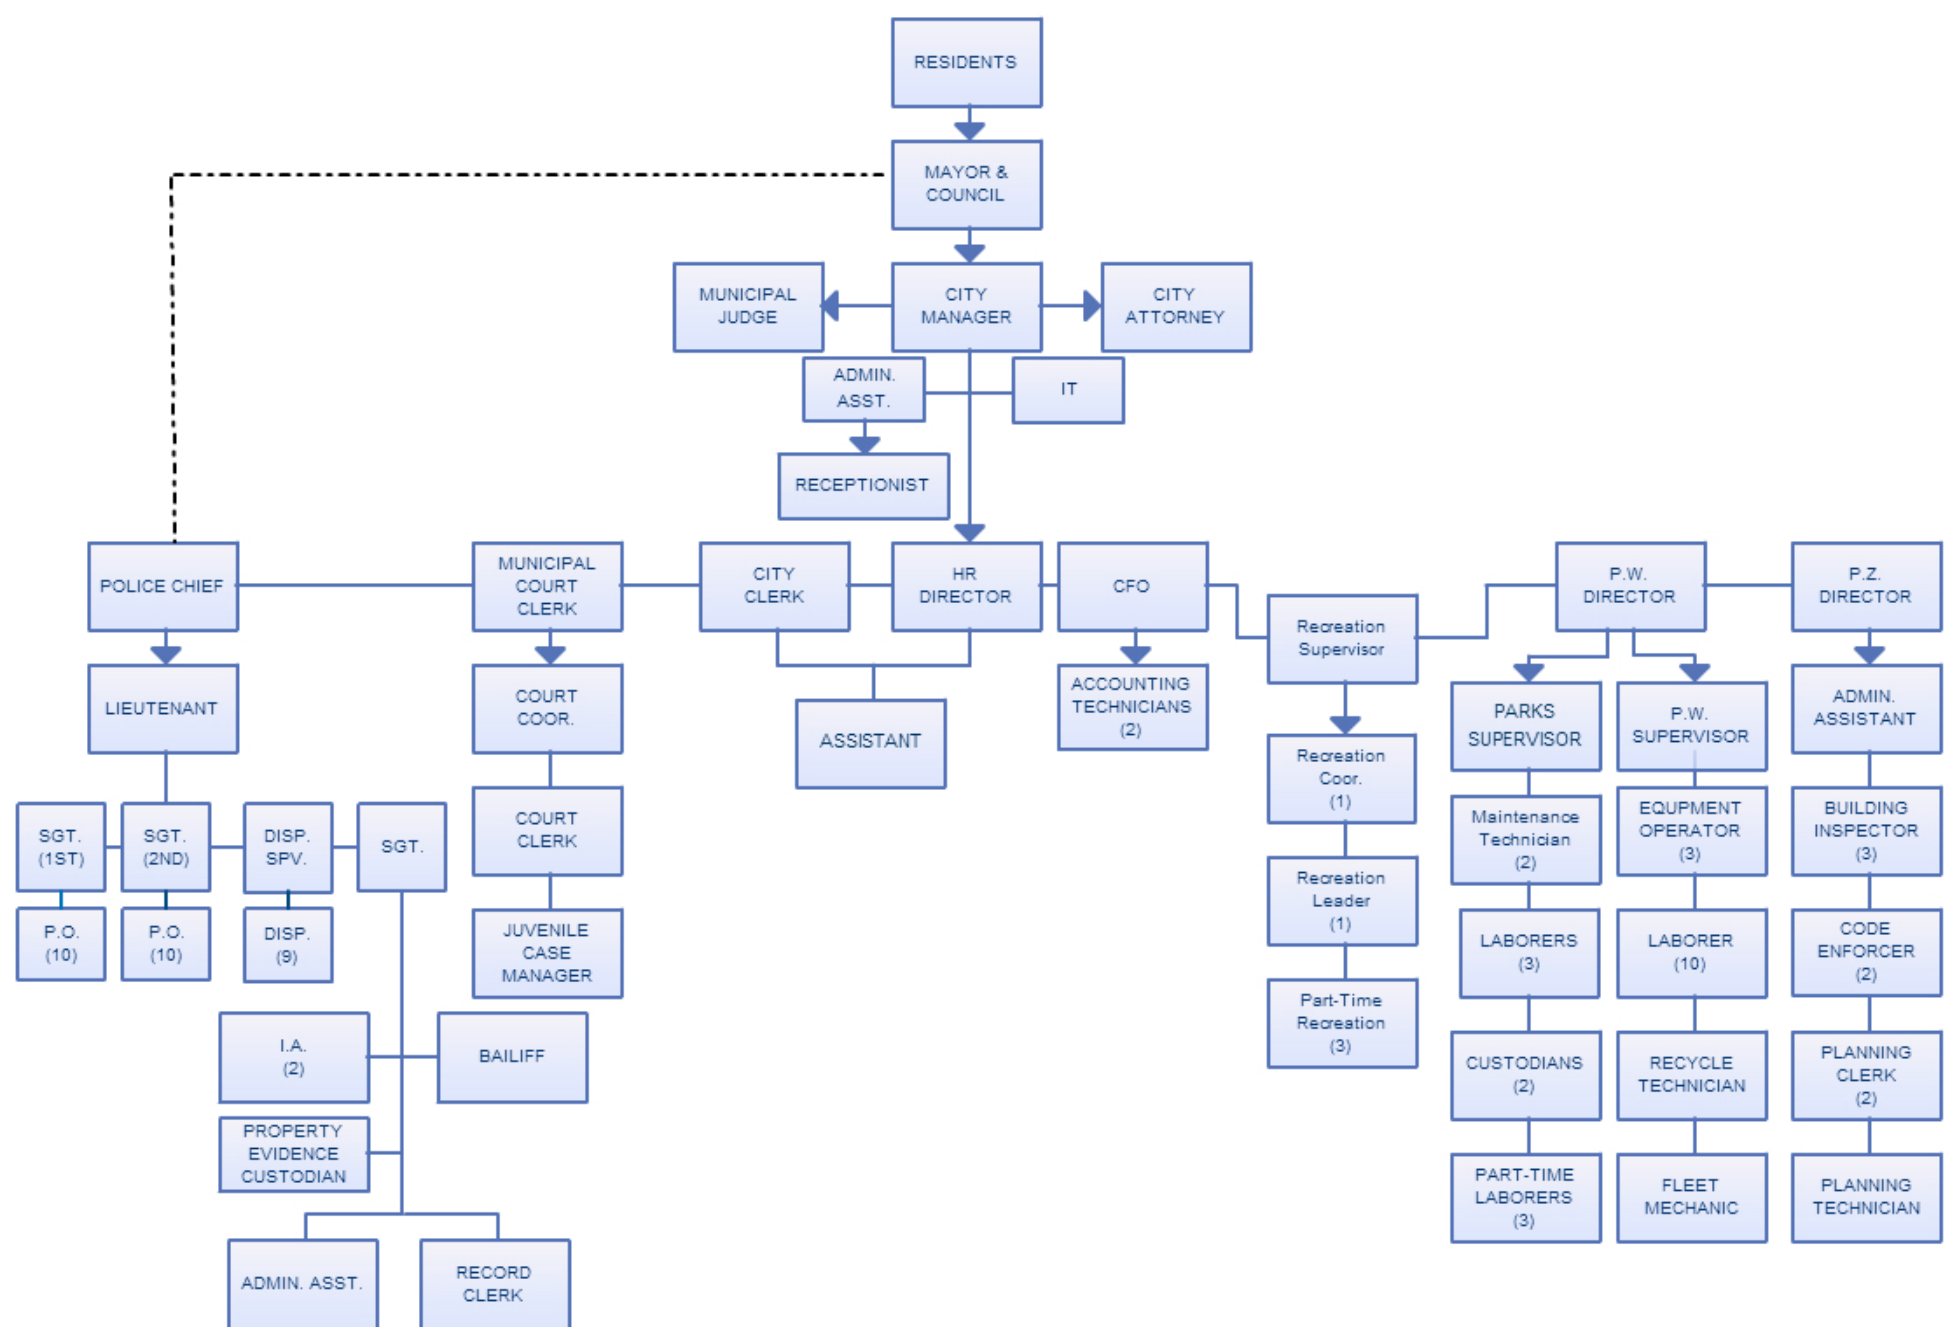 RESIDENTS
MAYOR &
COUNCIL
MUNICIPAL
JUDGE
CITY
MANAGER
CITY
ATTORNEY
ADMIN.
ASST.
IT
RECEPTIONIST
POLICE CHIEF
MUNICIPAL
COURT
CLERK
CITY
CLERK
HR
DIRECTOR
CFO
Recreation
Supervisor
P.W.
DIRECTOR
P.Z.
DIRECTOR
LIEUTENANT
COURT
COOR.
ASSISTANT
ACCOUNTING
TECHNICIANS
(2)
Recreation
Coor.
(1)
PARKS
SUPERVISOR
P.W.
SUPERVISOR
ADMIN.
ASSISTANT
SGT.
(1ST)
SGT.
(2ND)
DISP.
SPV.
SGT.
COURT
CLERK
Maintenance
Technician
(2)
EQUPMENT
OPERATOR
(3)
BUILDING
INSPECTOR
(3)
P.O.
(10)
P.O.
(10)
DISP.
(9)
JUVENILE
CASE
MANAGER
Recreation
Leader
(1)
LABORERS
(3)
LABORER
(10)
CODE
ENFORCER
(2)
I.A.
(2)
BAILIFF
Part-Time
Recreation
(3)
CUSTODIANS
(2)
RECYCLE
TECHNICIAN
PLANNING
CLERK
(2)
PROPERTY
EVIDENCE
CUSTODIAN
PART-TIME
LABORERS
(3)
FLEET
MECHANIC
PLANNING
TECHNICIAN
ADMIN. ASST.
RECORD
CLERK